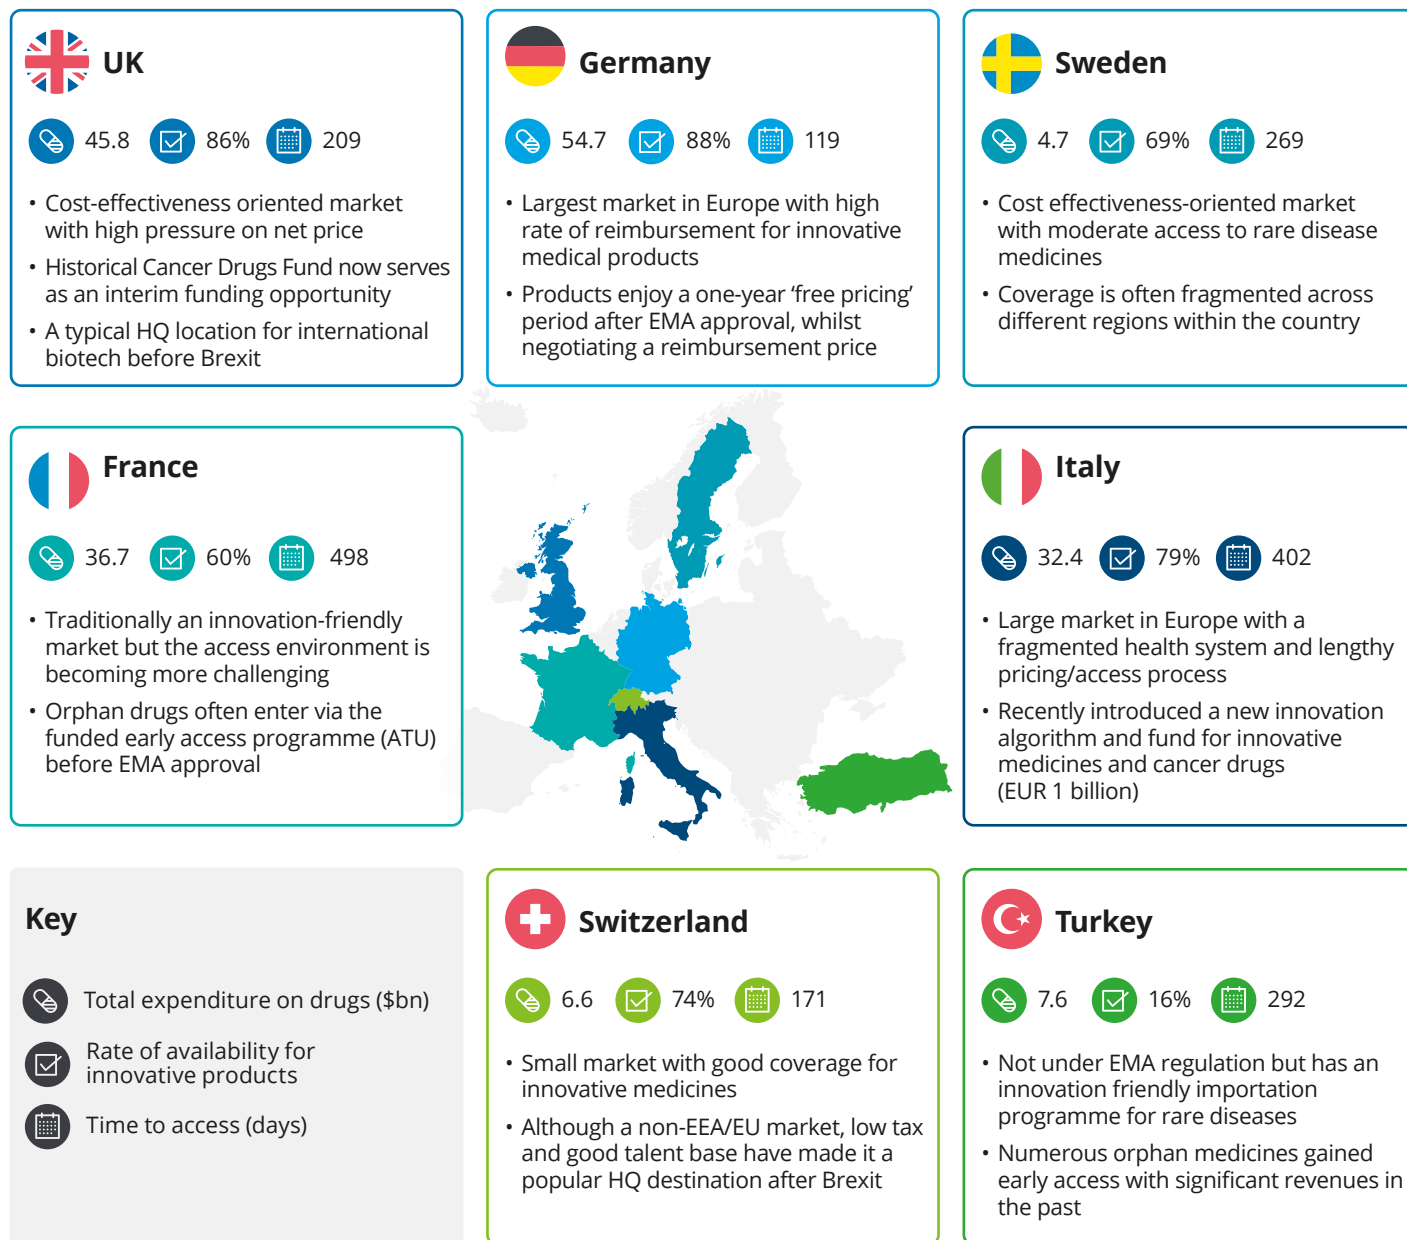 UK
45.8 86% 209
• Cost-effectiveness oriented market
with high pressure on net price
• Historical Cancer Drugs Fund now serves
as an interim funding opportunity
• A typical HQ location for international
biotech before Brexit
Germany
54.7 88% 119
• Largest market in Europe with high
rate of reimbursement for innovative
medical products
• Products enjoy a one-year ‘free pricing’
period after EMA approval, whilst
negotiating a reimbursement price
Sweden
4.7 69% 269
• Cost effectiveness-oriented market
with moderate access to rare disease
medicines
• Coverage is often fragmented across
different regions within the country
France
36.7 60% 498
• Traditionally an innovation-friendly
market but the access environment is
becoming more challenging
• Orphan drugs often enter via the
funded early access programme (ATU)
before EMA approval
Italy
32.4 79% 402
• Large market in Europe with a
fragmented health system and lengthy
pricing/access process
• Recently introduced a new innovation
algorithm and fund for innovative
medicines and cancer drugs
(EUR 1 billion)
Key
Total expenditure on drugs ($bn)
Rate of availability for
innovative products
Time to access (days)
Switzerland
6.6 74% 171
• Small market with good coverage for
innovative medicines
• Although a non-EEA/EU market, low tax
and good talent base have made it a
popular HQ destination after Brexit
Turkey
7.6 16% 292
• Not under EMA regulation but has an
innovation friendly importation
programme for rare diseases
• Numerous orphan medicines gained
early access with significant revenues in
the past